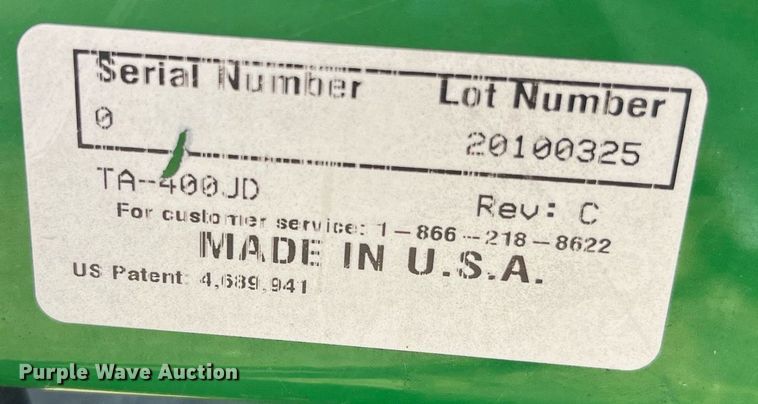 Serial Number Lot Number
0 20100325
TA-400JD Rev: C
For customer service: 1-866-218-8622
MADE IN U.S.A.
US Patent: 4,689,941
Purple Wave Auction